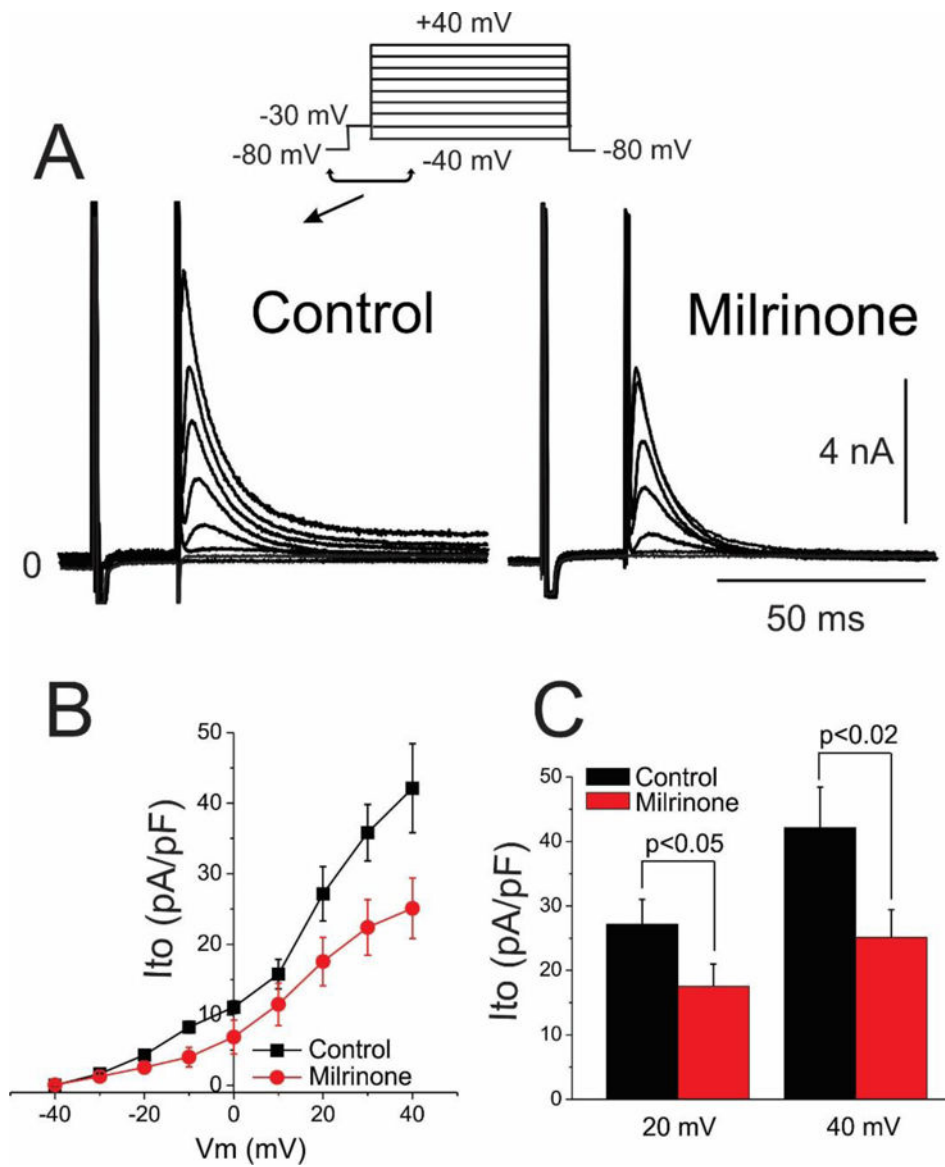 +40 mV
-30 mV
-80 mV
-40 mV
-80 mV
A
Control
Milrinone
4 nA
0
50 ms
B
50
40
30
20
10
0
Ito (pA/pF)
Control
Milrinone
-40 -20 0 20 40
Vm (mV)
C
p<0.02
Control
Milrinone
p<0.05
50
40
30
20
10
0
Ito (pA/pF)
20 mV 40 mV